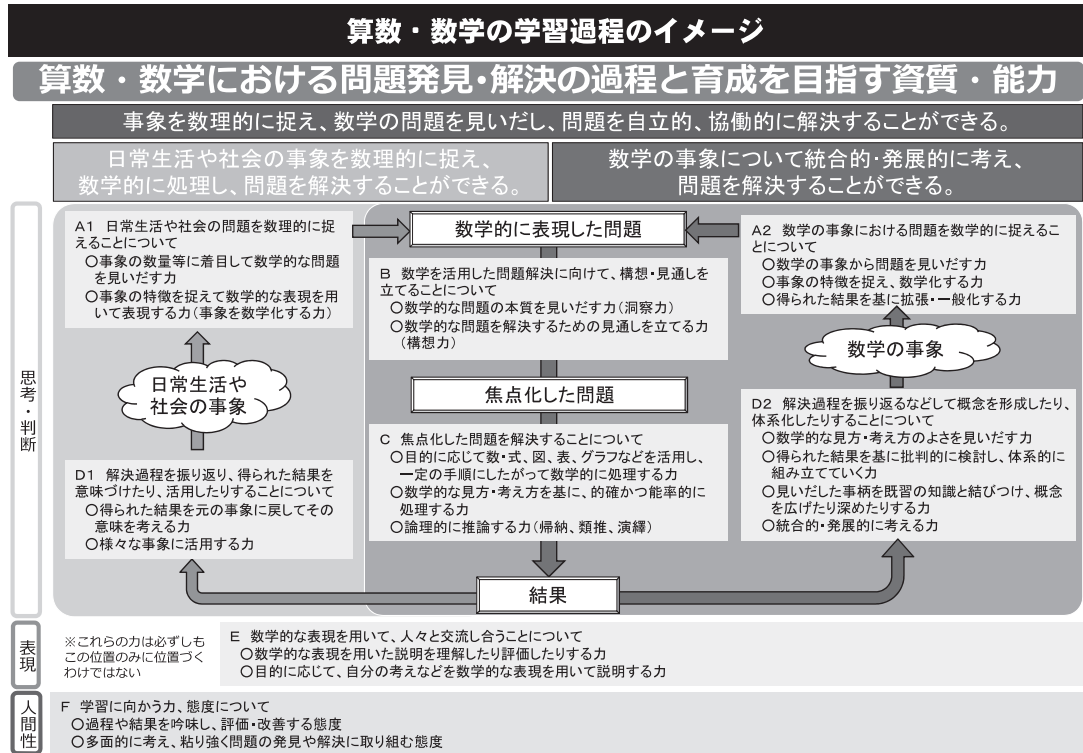 算数・数学の学習過程のイメージ
算数・数学における問題発見・解決の過程と育成を目指す資質・能力
事象を数理的に捉え、数学の問題を見いだし、問題を自立的、協働的に解決することができる。
日常生活や社会の事象を数理的に捉え、
数学的に処理し、問題を解決することができる。
数学の事象について統合的・発展的に考え、
問題を解決することができる。
思考・判断
A1 日常生活や社会の問題を数理的に捉
えることについて
○事象の数量等に着目して数学的な問題
を見いだす力
○事象の特徴を捉えて数学的な表現を用
いて表現する力(事象を数学化する力)
日常生活や
社会の事象
D1 解決過程を振り返り、得られた結果を
意味づけたり、活用したりすることについて
○得られた結果を元の事象に戻してその
意味を考える力
○様々な事象に活用する力
数学的に表現した問題
B 数学を活用した問題解決に向けて、構想・見通しを
立てることについて
○数学的な問題の本質を見いだす力(洞察力)
○数学的な問題を解決するための見通しを立てる力
(構想力)
焦点化した問題
C 焦点化した問題を解決することについて
○目的に応じて数・式、図、表、グラフなどを活用し、
一定の手順にしたがって数学的に処理する力
○数学的な見方・考え方を基に、的確かつ能率的に
処理する力
○論理的に推論する力(帰納、類推、演繹)
結果
A2 数学の事象における問題を数学的に捉えるこ
とについて
○数学の事象から問題を見いだす力
○事象の特徴を捉え、数学化する力
○得られた結果を基に拡張・一般化する力
数学の事象
D2 解決過程を振り返るなどして概念を形成したり、
体系化したりすることについて
○数学的な見方・考え方のよさを見いだす力
○得られた結果を基に批判的に検討し、体系的に
組み立てていく力
○見いだした事柄を既習の知識と結びつけ、概念
を広げたり深めたりする力
○統合的・発展的に考える力
表現
※これらの力は必ずしも
この位置のみに位置づく
わけではない
E 数学的な表現を用いて、人々と交流し合うことについて
○数学的な表現を用いた説明を理解したり評価したりする力
○目的に応じて、自分の考えなどを数学的な表現を用いて説明する力
人間性
F 学習に向かう力、態度について
○過程や結果を吟味し、評価・改善する態度
○多面的に考え、粘り強く問題の発見や解決に取り組む態度